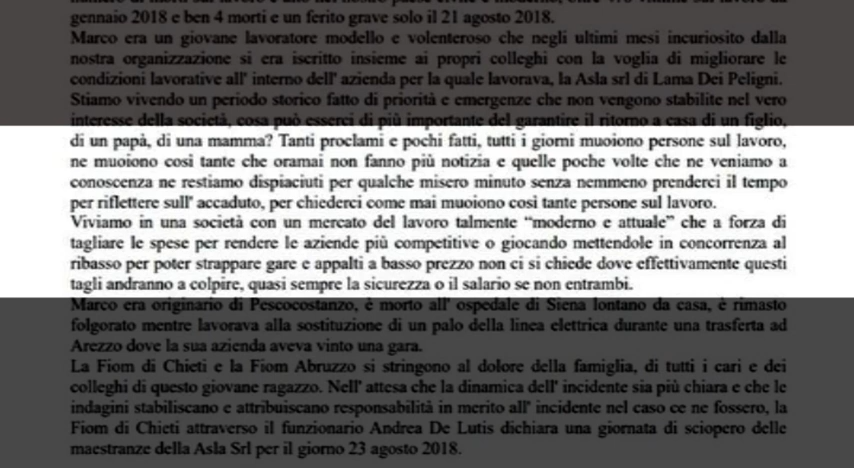 gennaio 2018 e ben 4 morti e un ferito grave solo il 21 agosto 2018.
Marco era un giovane lavoratore modello e volenteroso che negli ultimi mesi incuriosito dalla
nostra organizzazione si era iscritto insieme ai propri colleghi con la voglia di migliorare le
condizioni lavorative all' interno dell' azienda per la quale lavorava, la Asla srl di Lama Dei Peligni.
Stiamo vivendo un periodo storico fatto di priorità e emergenze che non vengono stabilite nel vero
interesse della società, cosa può esserci di più importante del garantire il ritorno a casa di un figlio,
di un papà, di una mamma? Tanti proclami e pochi fatti, tutti i giorni muoiono persone sul lavoro,
ne muoiono così tante che oramai non fanno più notizia e quelle poche volte che ne veniamo a
conoscenza ne restiamo dispiaciuti per qualche misero minuto senza nemmeno prenderci il tempo
per riflettere sull' accaduto, per chiederci come mai muoiono così tante persone sul lavoro.
Viviamo in una società con un mercato del lavoro talmente “moderno e attuale” che a forza di
tagliare le spese per rendere le aziende più competitive o giocando mettendole in concorrenza al
ribasso per poter strappare gare e appalti a basso prezzo non ci si chiede dove effettivamente questi
tagli andranno a colpire, quasi sempre la sicurezza o il salario se non entrambi.
Marco era originario di Pescocostanzo, è morto all' ospedale di Siena lontano da casa, è rimasto
folgorato mentre lavorava alla sostituzione di un palo della linea elettrica durante una trasferta ad
Arezzo dove la sua azienda aveva vinto una gara.
La Fiom di Chieti e la Fiom Abruzzo si stringono al dolore della famiglia, di tutti i cari e dei
colleghi di questo giovane ragazzo. Nell' attesa che la dinamica dell' incidente sia più chiara e che le
indagini stabiliscano e attribuiscano responsabilità in merito all' incidente nel caso ce ne fossero, la
Fiom di Chieti attraverso il funzionario Andrea De Lutis dichiara una giornata di sciopero delle
maestranze della Asla Srl per il giorno 23 agosto 2018.